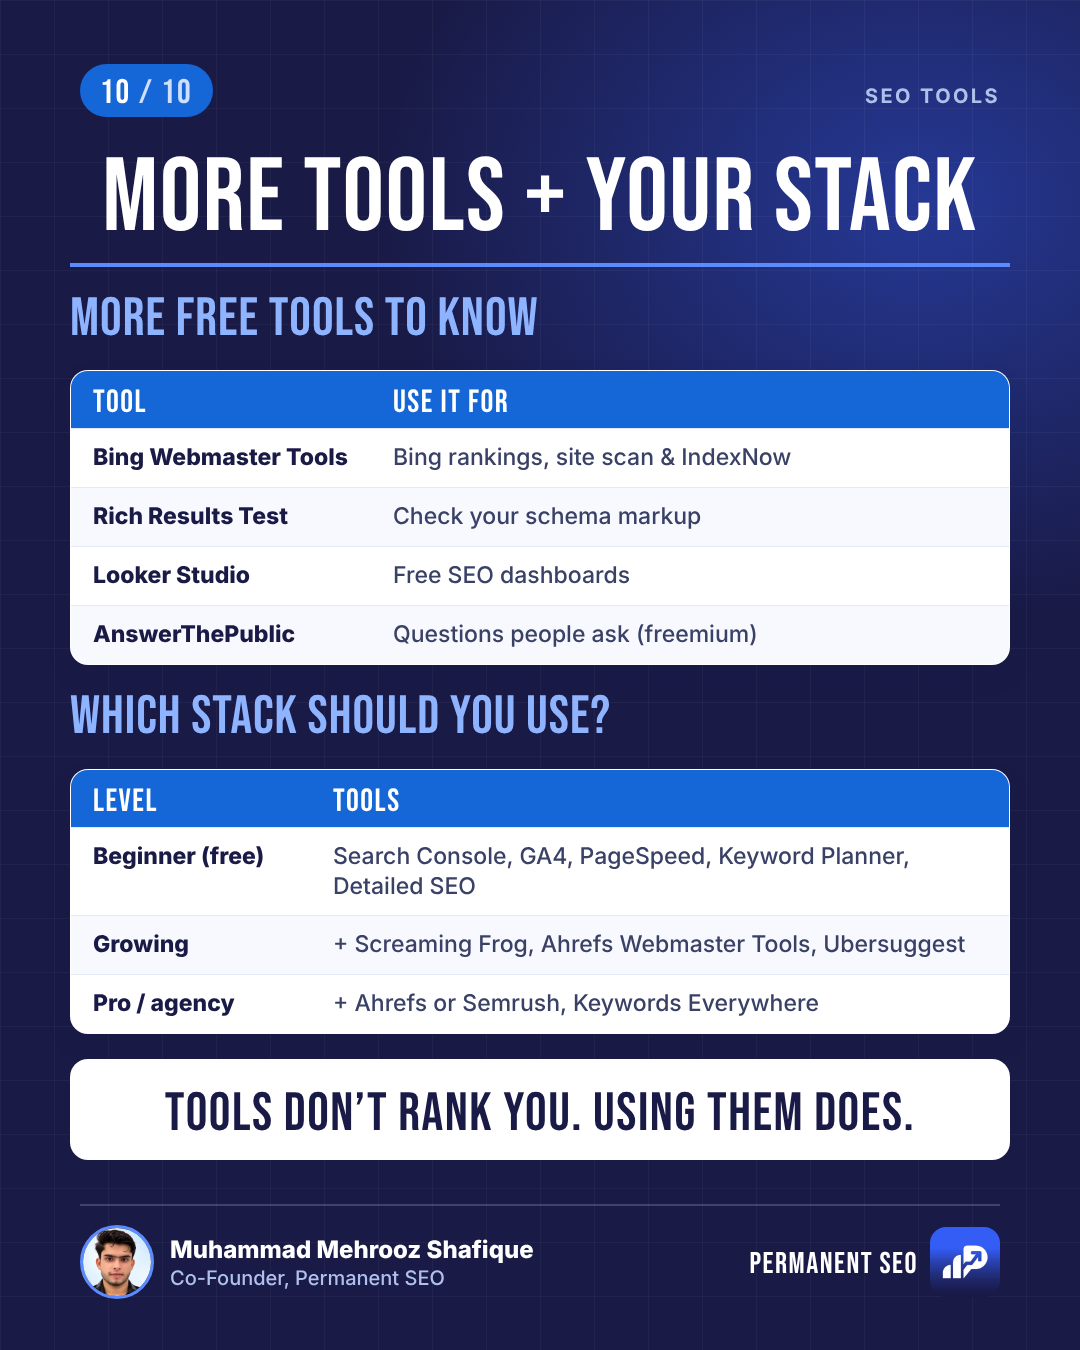 10 / 10
SEO TOOLS
MORE TOOLS + YOUR STACK
MORE FREE TOOLS TO KNOW
TOOL USE IT FOR
Bing Webmaster Tools Bing rankings, site scan & IndexNow
Rich Results Test Check your schema markup
Looker Studio Free SEO dashboards
AnswerThePublic Questions people ask (freemium)
WHICH STACK SHOULD YOU USE?
LEVEL TOOLS
Beginner (free) Search Console, GA4, PageSpeed, Keyword Planner,
Detailed SEO
Growing + Screaming Frog, Ahrefs Webmaster Tools, Ubersuggest
Pro / agency + Ahrefs or Semrush, Keywords Everywhere
TOOLS DON’T RANK YOU. USING THEM DOES.
Muhammad Mehrooz Shafique
Co-Founder, Permanent SEO
PERMANENT SEO